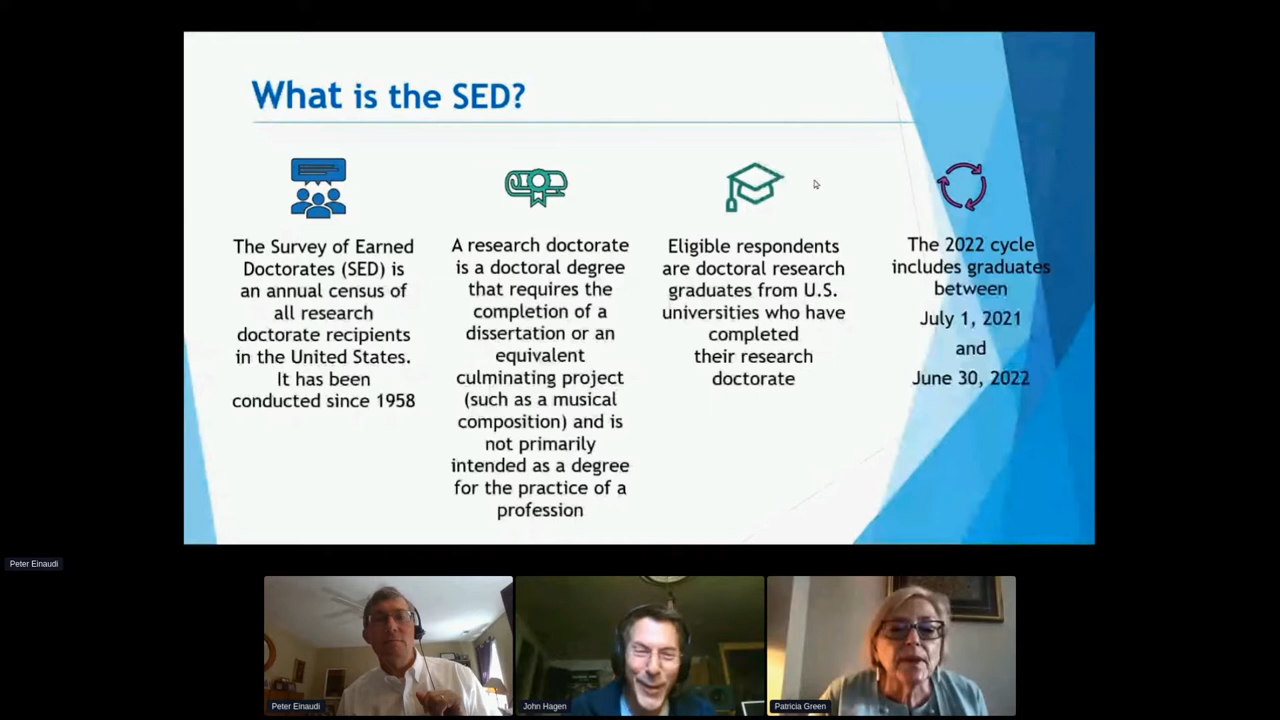 What is the SED?
The Survey of Earned
Doctorates (SED) is
an annual census of
all research
doctorate recipients
in the United States.
It has been
conducted since 1958
A research doctorate
is a doctoral degree
that requires the
completion of a
dissertation or an
equivalent
culminating project
(such as a musical
composition) and is
not primarily
intended as a degree
for the practice of a
profession
Eligible respondents
are doctoral research
graduates from U.S.
universities who have
completed
their research
doctorate
The 2022 cycle
includes graduates
between
July 1, 2021
and
June 30, 2022
Peter Einaudi
Peter Einaudi
John Hagen
Patricia Green